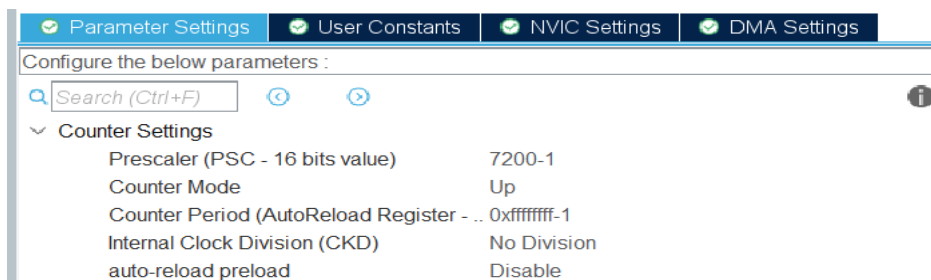 Parameter Settings User Constants NVIC Settings DMA Settings
Configure the below parameters :
Search (Ctrl+F)
Counter Settings
Prescaler (PSC - 16 bits value) 7200-1
Counter Mode Up
Counter Period (AutoReload Register - .. 0xffffffff-1
Internal Clock Division (CKD) No Division
auto-reload preload Disable